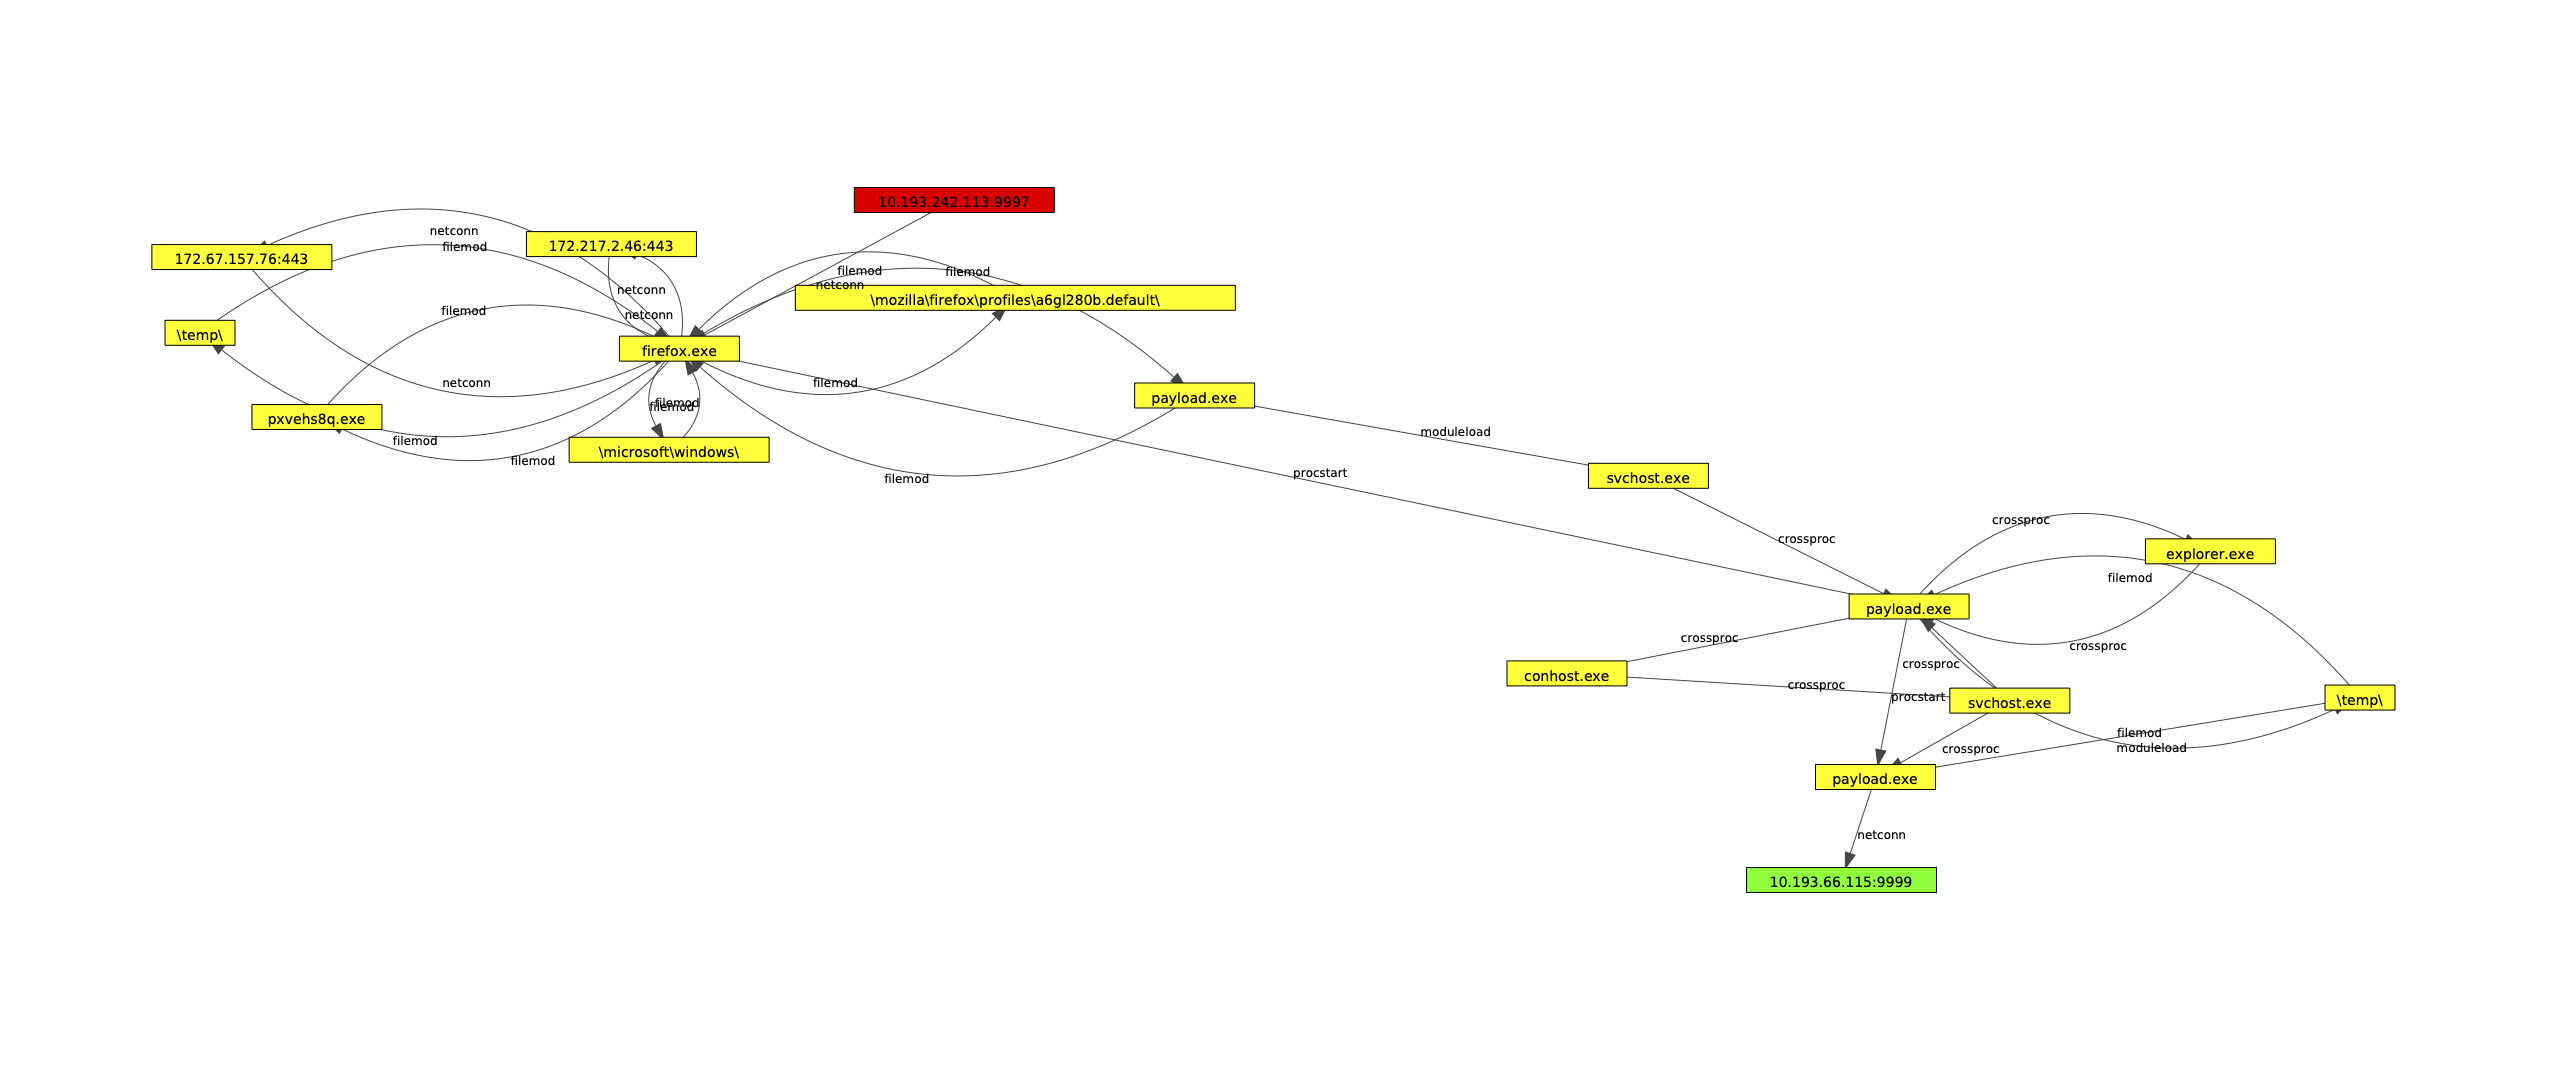 10.193.242.113:9997
netconn
172.217.2.46:443
filemod
172.67.157.76:443
filemod
filemod
netconn
netconn
\mozilla\firefox\profiles\a6gl280b.default\
filemod
netconn
\temp\
firefox.exe
netconn
filemod
payload.exe
filemod
filemod
pxvehs8q.exe
moduleload
filemod
\microsoft\windows\
filemod
procstart
filemod
svchost.exe
crossproc
crossproc
explorer.exe
filemod
payload.exe
crossproc
crossproc
crossproc
conhost.exe
crossproc
procstart
svchost.exe
\temp\
filemod
moduleload
crossproc
payload.exe
netconn
10.193.66.115:9999